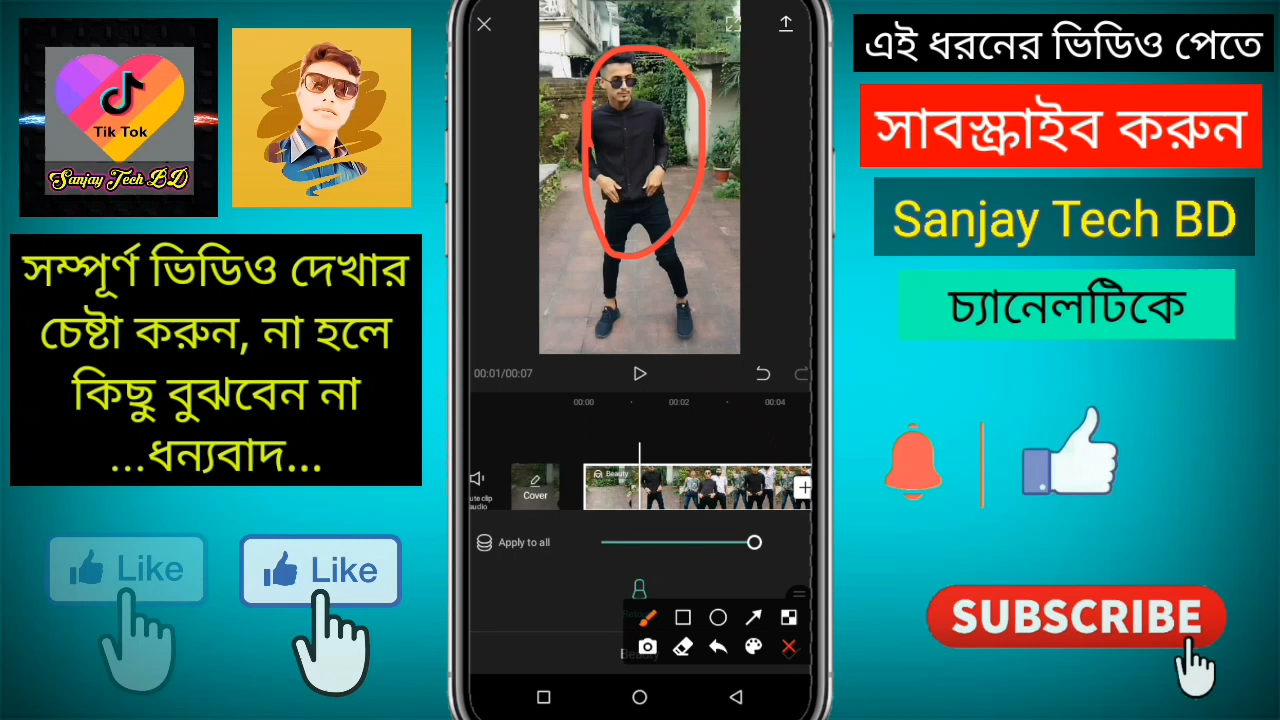 Tik Tok
Sanjay Tech BD
সম্পূর্ণ ভিডিও দেখার
চেষ্টা করুন, না হলে
কিছু বুঝবেন না
...ধন্যবাদ...
Like
Like
00:01/00:07
00:00
00:02
00:04
Beauty
Cover
audio
Apply to all
এই ধরনের ভিডিও পেতে
সাবস্ক্রাইব করুন
Sanjay Tech BD
চ্যানেলটিকে
SUBSCRIBE